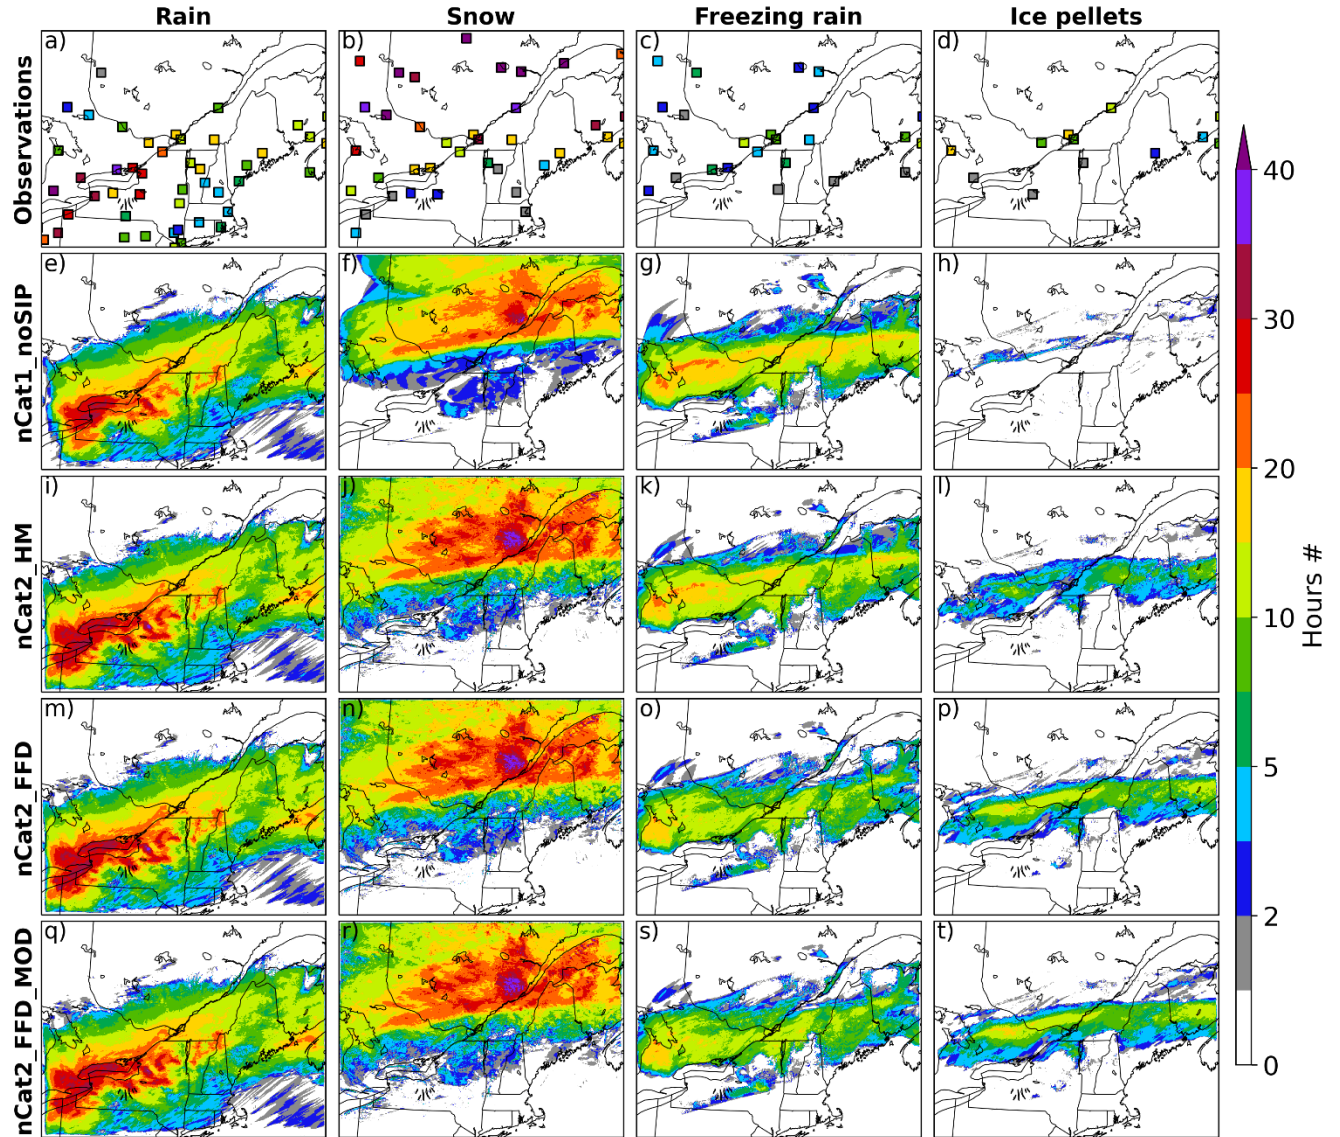 Rain Snow Freezing rain Ice pellets
Observations
a) b) c) d)
nCat1_noSIP
e) f) g) h)
nCat2_HM
i) j) k) l)
nCat2_FFD
m) n) o) p)
nCat2_FFD_MOD
q) r) s) t)
40
30
20
10
5
2
0
Hours #